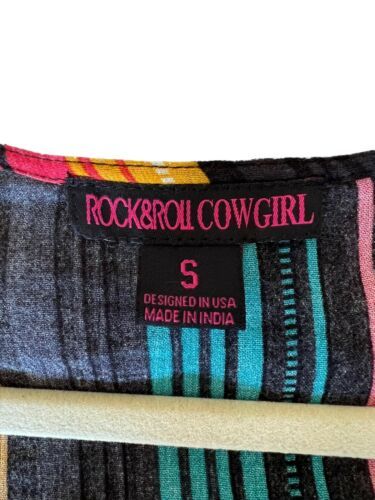 ROCK&ROLL COWGIRL
S
DESIGNED IN USA
MADE IN INDIA